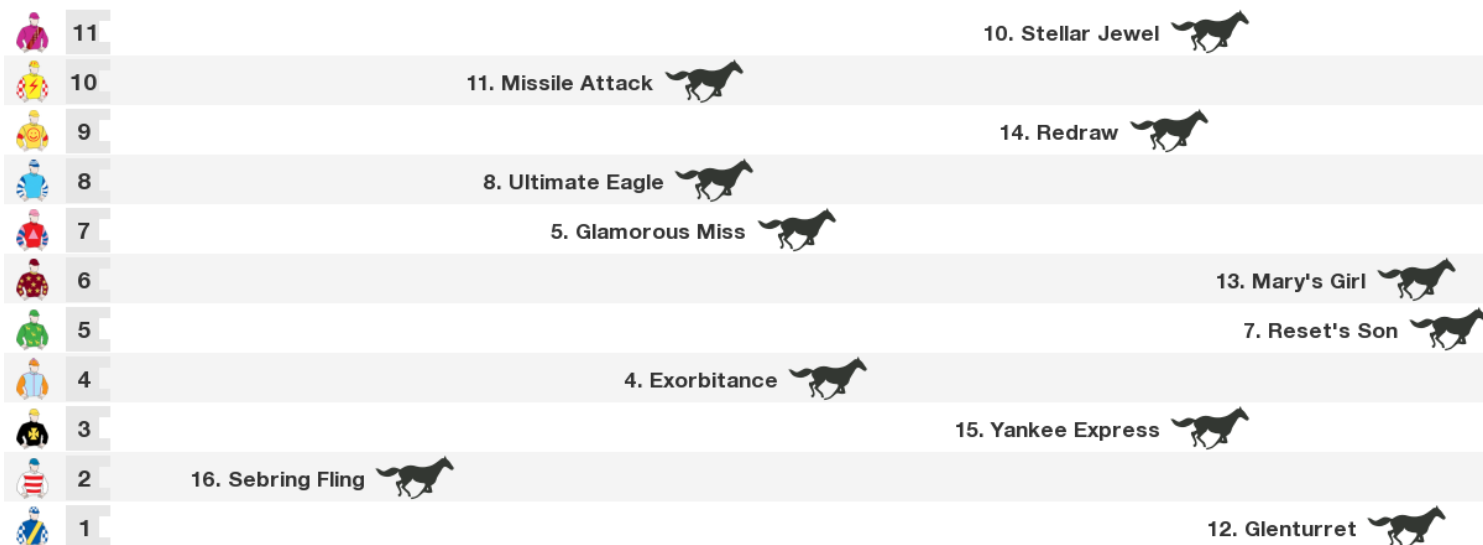 11 10. Stellar Jewel
10 11. Missile Attack
9 14. Redraw
8 8. Ultimate Eagle
7 5. Glamorous Miss
6 13. Mary's Girl
5 7. Reset's Son
4 4. Exorbitance
3 15. Yankee Express
2 16. Sebring Fling
1 12. Glenturret